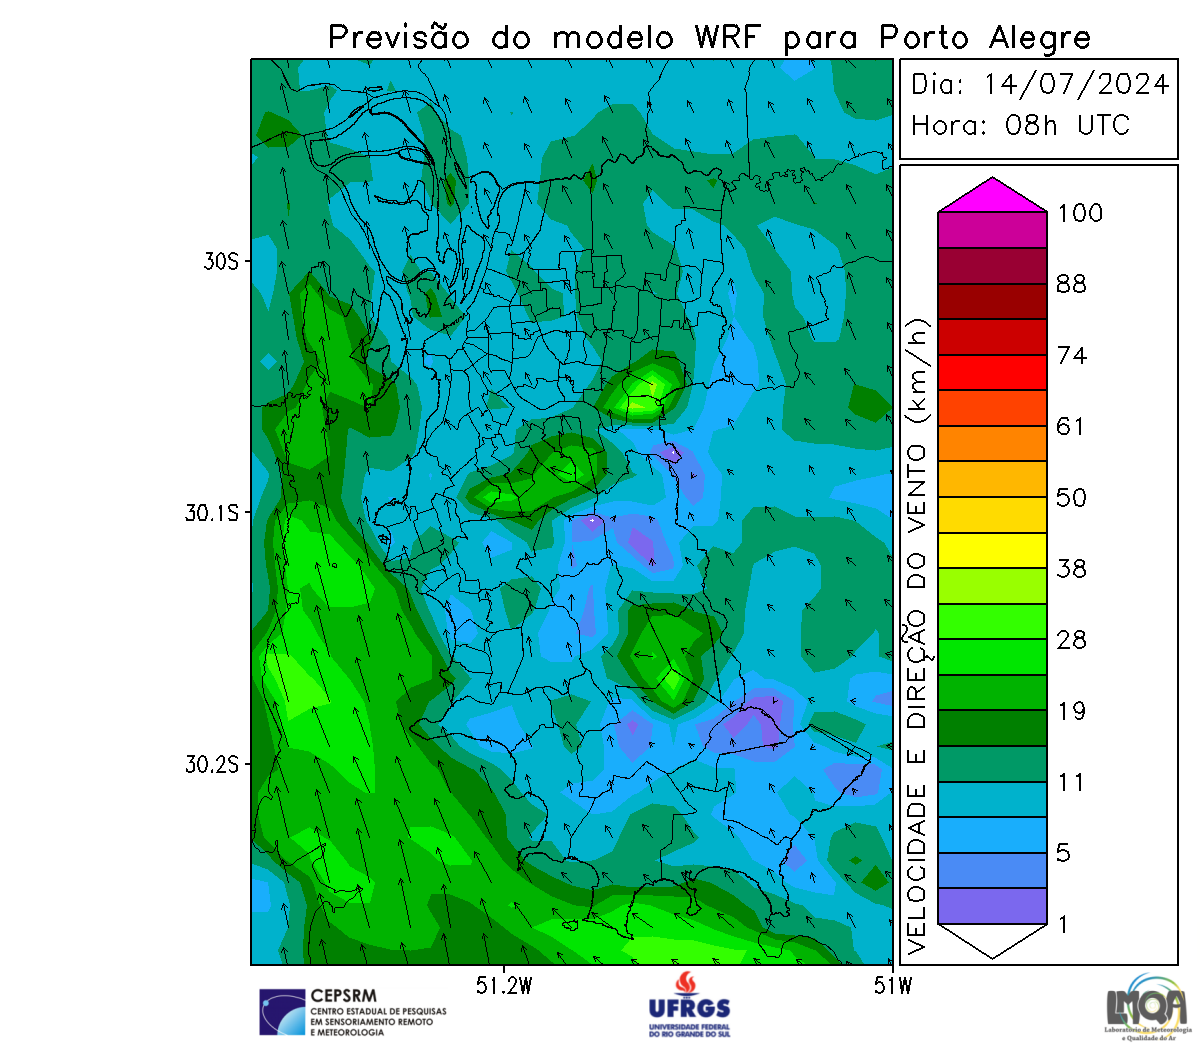 Previsão do modelo WRF para Porto Alegre
Dia: 14/07/2024
Hora: 08h UTC
30S
30.1S
30.2S
51.2W
51W
VELOCIDADE E DIREÇÃO DO VENTO (km/h)
100
88
74
61
50
38
28
19
11
5
1
CEPSRM
CENTRO ESTADUAL DE PESQUISAS
EM SENSORIAMENTO REMOTO
E METEOROLOGIA
UFRGS
UNIVERSIDADE FEDERAL
DO RIO GRANDE DO SUL
LMQA
Laboratório de Meteorologia
e Qualidade do Ar